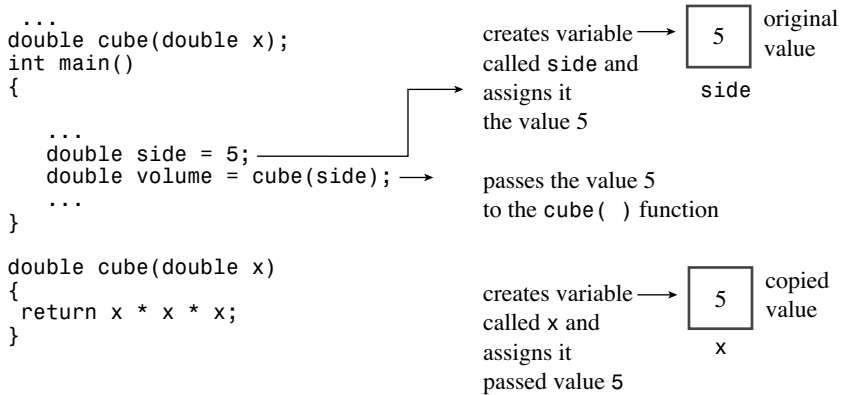 ...
double cube(double x);
int main()
{
...
double side = 5;
double volume = cube(side);
...
}
double cube(double x)
{
return x * x * x;
}
creates variable
called side and
assigns it
the value 5
5
original
value
side
passes the value 5
to the cube( ) function
creates variable
called x and
assigns it
passed value 5
5
copied
value
x